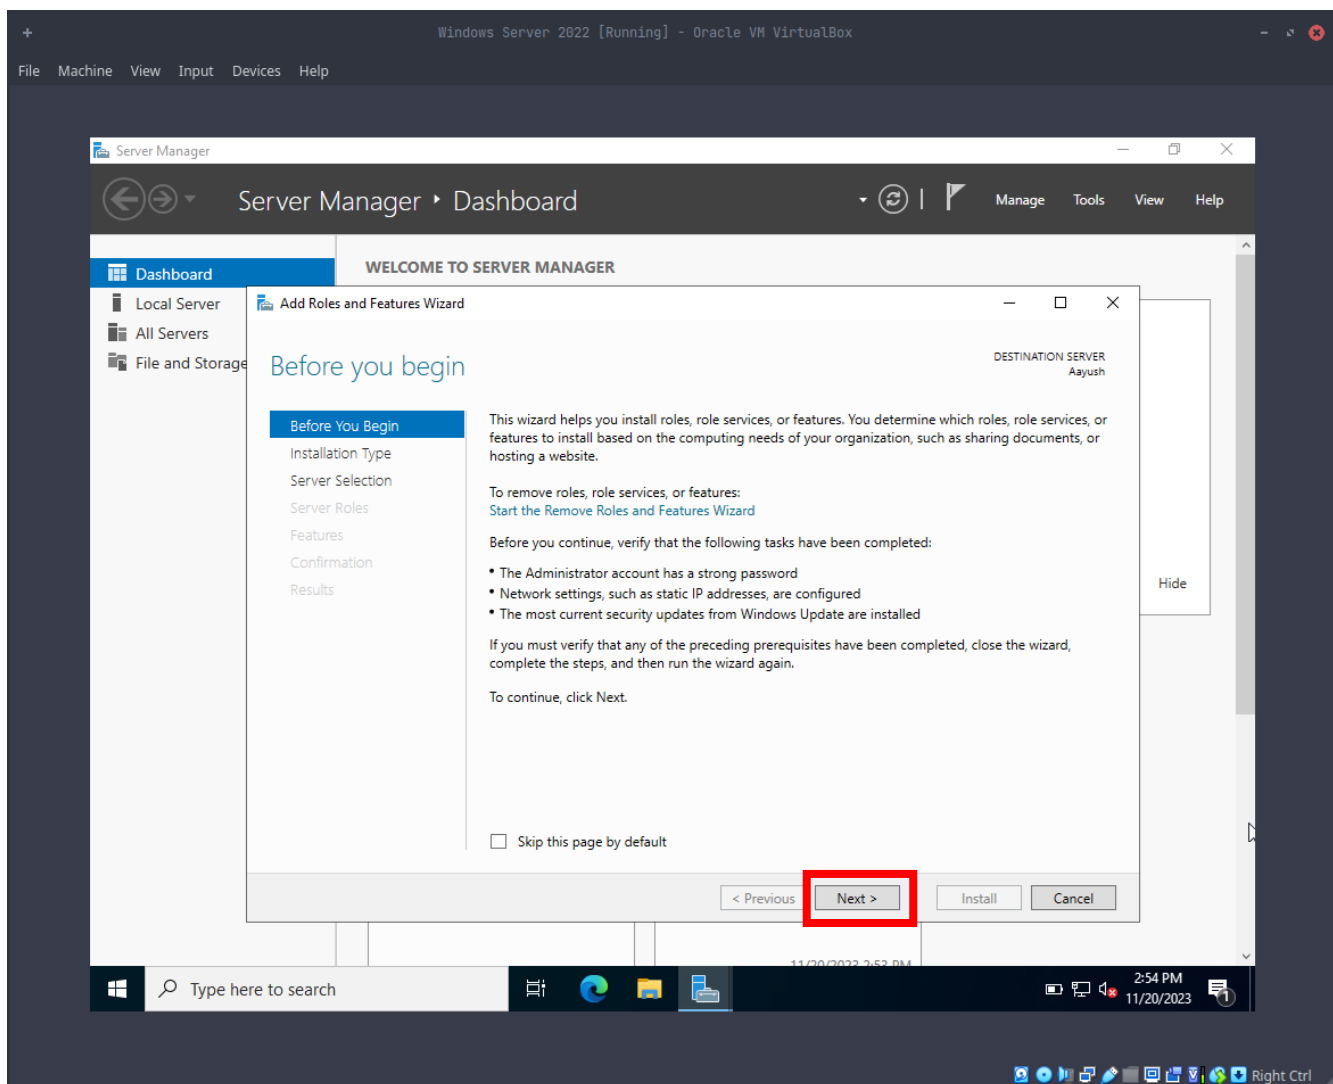 Windows Server 2022 [Running] - Oracle VM VirtualBox
File Machine View Input Devices Help
Server Manager
Server Manager ‣ Dashboard
Manage Tools View Help
Dashboard
Local Server
All Servers
File and Storage
WELCOME TO SERVER MANAGER
Add Roles and Features Wizard
Before you begin
DESTINATION SERVER
Aayush
Before You Begin
Installation Type
Server Selection
Server Roles
Features
Confirmation
Results
This wizard helps you install roles, role services, or features. You determine which roles, role services, or
features to install based on the computing needs of your organization, such as sharing documents, or
hosting a website.
To remove roles, role services, or features:
Start the Remove Roles and Features Wizard
Before you continue, verify that the following tasks have been completed:
• The Administrator account has a strong password
• Network settings, such as static IP addresses, are configured
• The most current security updates from Windows Update are installed
If you must verify that any of the preceding prerequisites have been completed, close the wizard,
complete the steps, and then run the wizard again.
To continue, click Next.
Skip this page by default
Hide
< Previous Next > Install Cancel
11/20/2023 2:53 PM
Type here to search
2:54 PM
11/20/2023
1
Right Ctrl